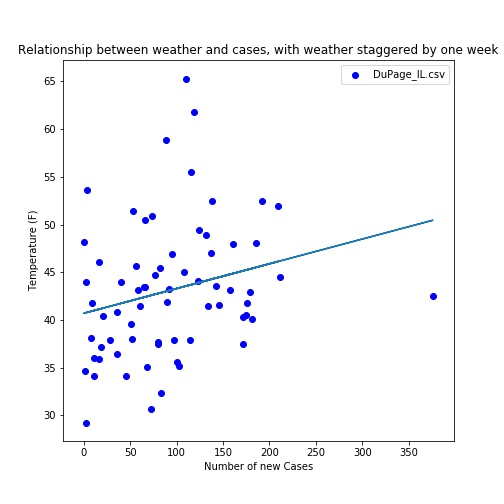 Relationship between weather and cases, with weather staggered by one week
DuPage_IL.csv
Temperature (F)
65
60
55
50
45
40
35
30
0 50 100 150 200 250 300 350
Number of new Cases